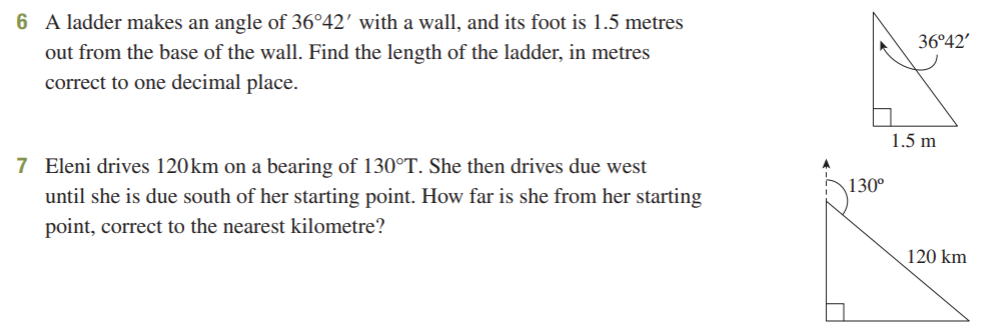 6 A ladder makes an angle of 36°42′ with a wall, and its foot is 1.5 metres
out from the base of the wall. Find the length of the ladder, in metres
correct to one decimal place.
36º42′
1.5 m
7 Eleni drives 120 km on a bearing of 130°T. She then drives due west
until she is due south of her starting point. How far is she from her starting
point, correct to the nearest kilometre?
130º
120 km